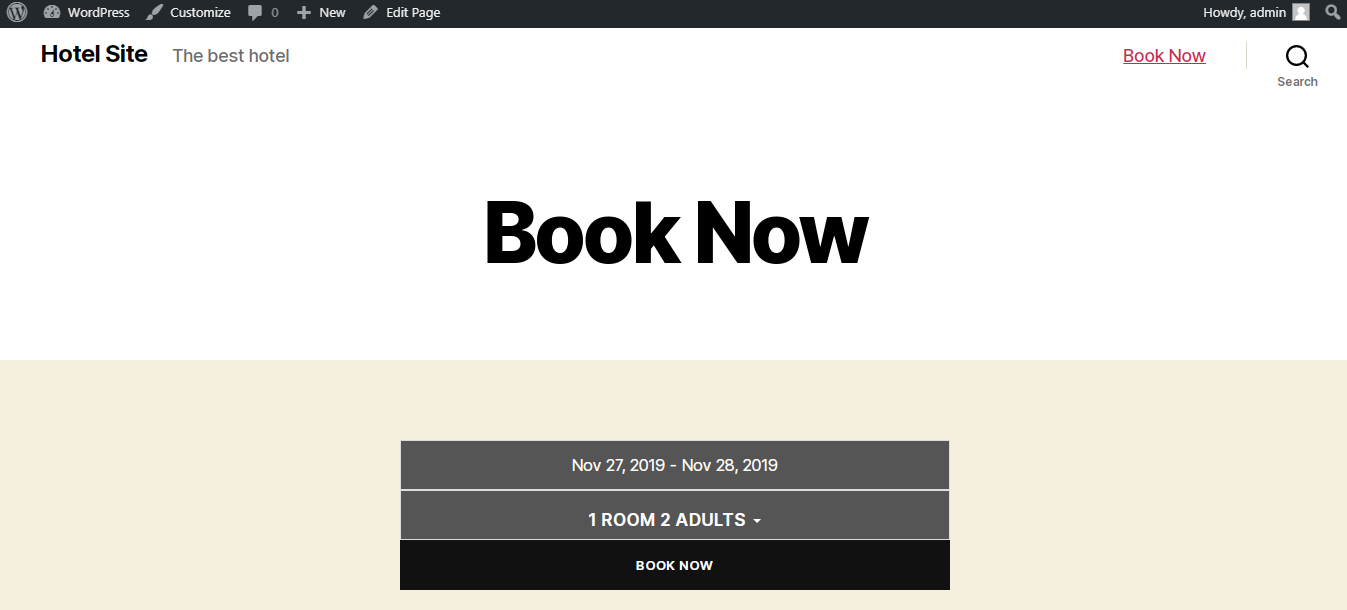 WordPress Customize 0 New Edit Page Howdy, admin
Hotel Site The best hotel Book Now
Search
Book Now
Nov 27, 2019 - Nov 28, 2019
1 ROOM 2 ADULTS
BOOK NOW